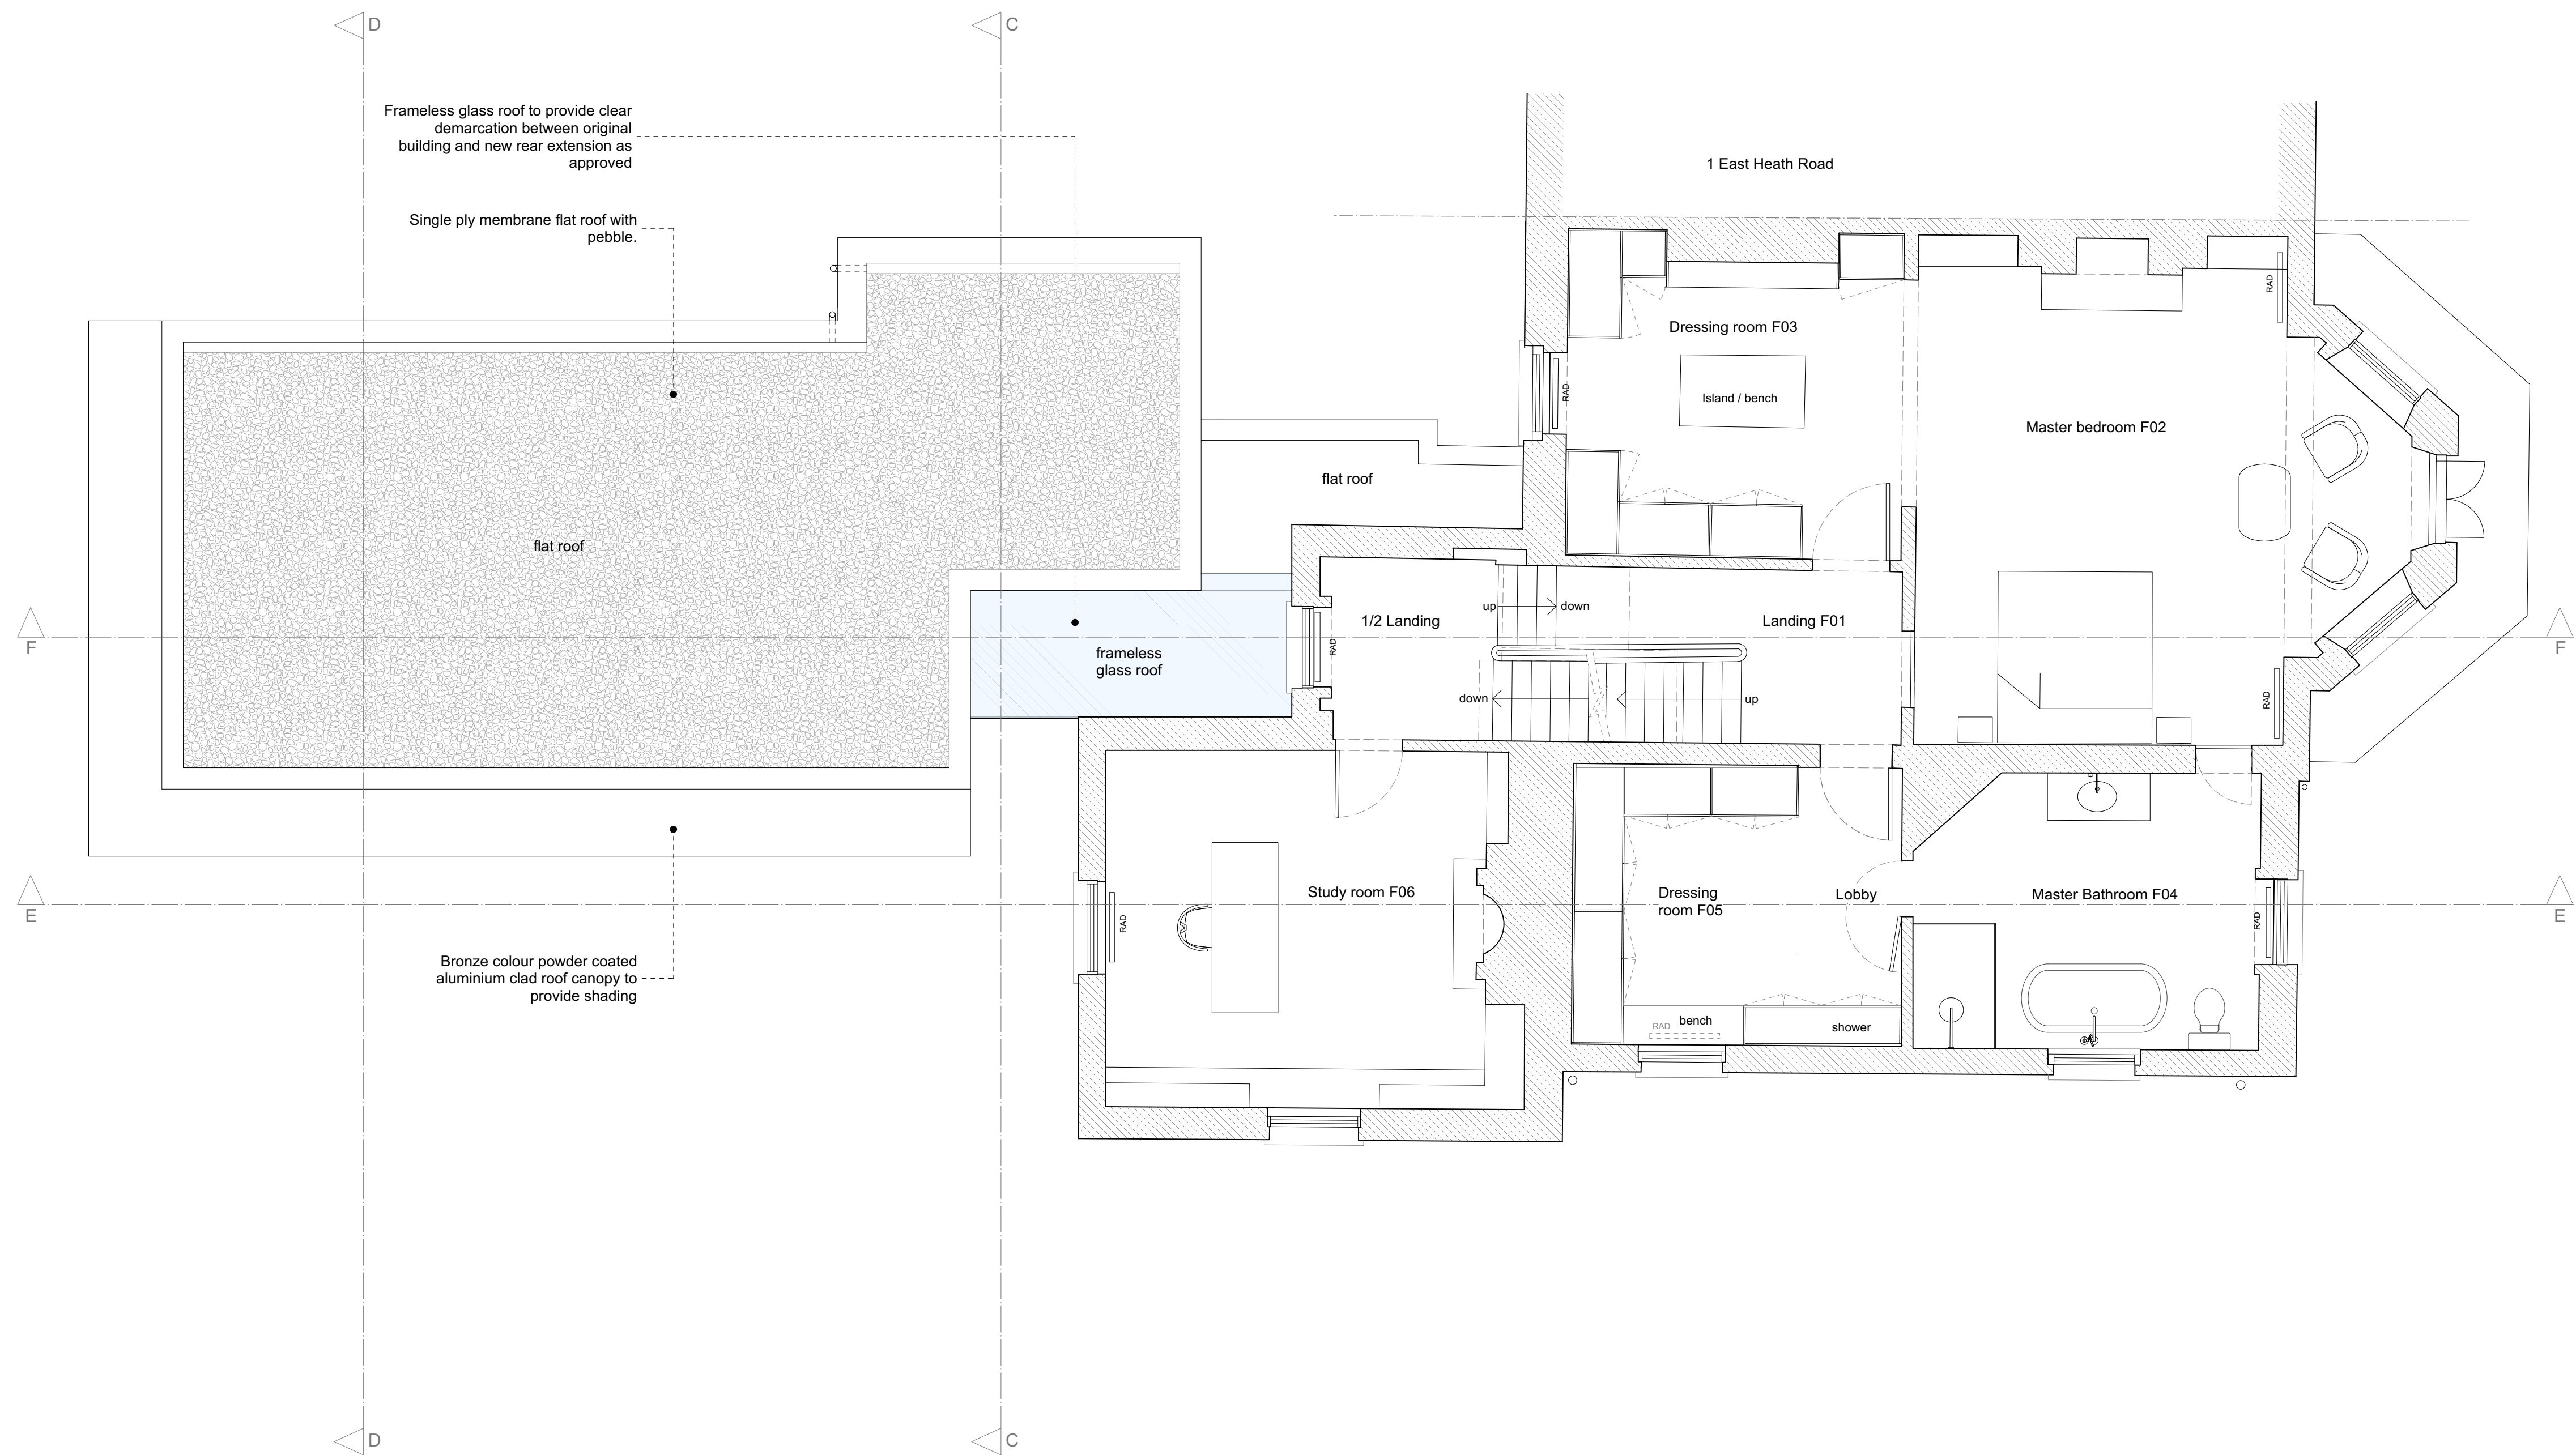 D
C
Frameless glass roof to provide clear
demarcation between original
building and new rear extension as
approved
1 East Heath Road
Single ply membrane flat roof with
pebble.
RAD
Dressing room F03
RAD
Island / bench
Master bedroom F02
flat roof
flat roof
up
down
1/2 Landing
Landing F01
F
RAD
F
frameless
glass roof
down
up
RAD
Study room F06
Dressing
room F05
Lobby
Master Bathroom F04
E
RAD
RAD
E
Bronze colour powder coated
aluminium clad roof canopy to
provide shading
RAD
bench
shower
D
C